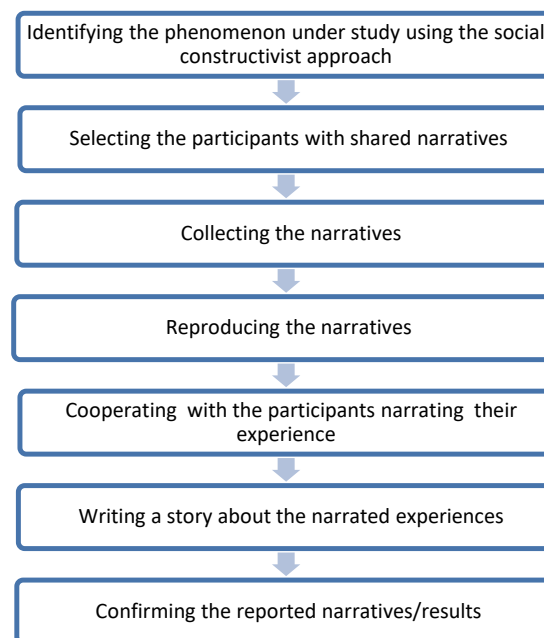 Identifying the phenomenon under study using the social
constructivist approach
Selecting the participants with shared narratives
Collecting the narratives
Reproducing the narratives
Cooperating with the participants narrating their
experience
Writing a story about the narrated experiences
Confirming the reported narratives/results